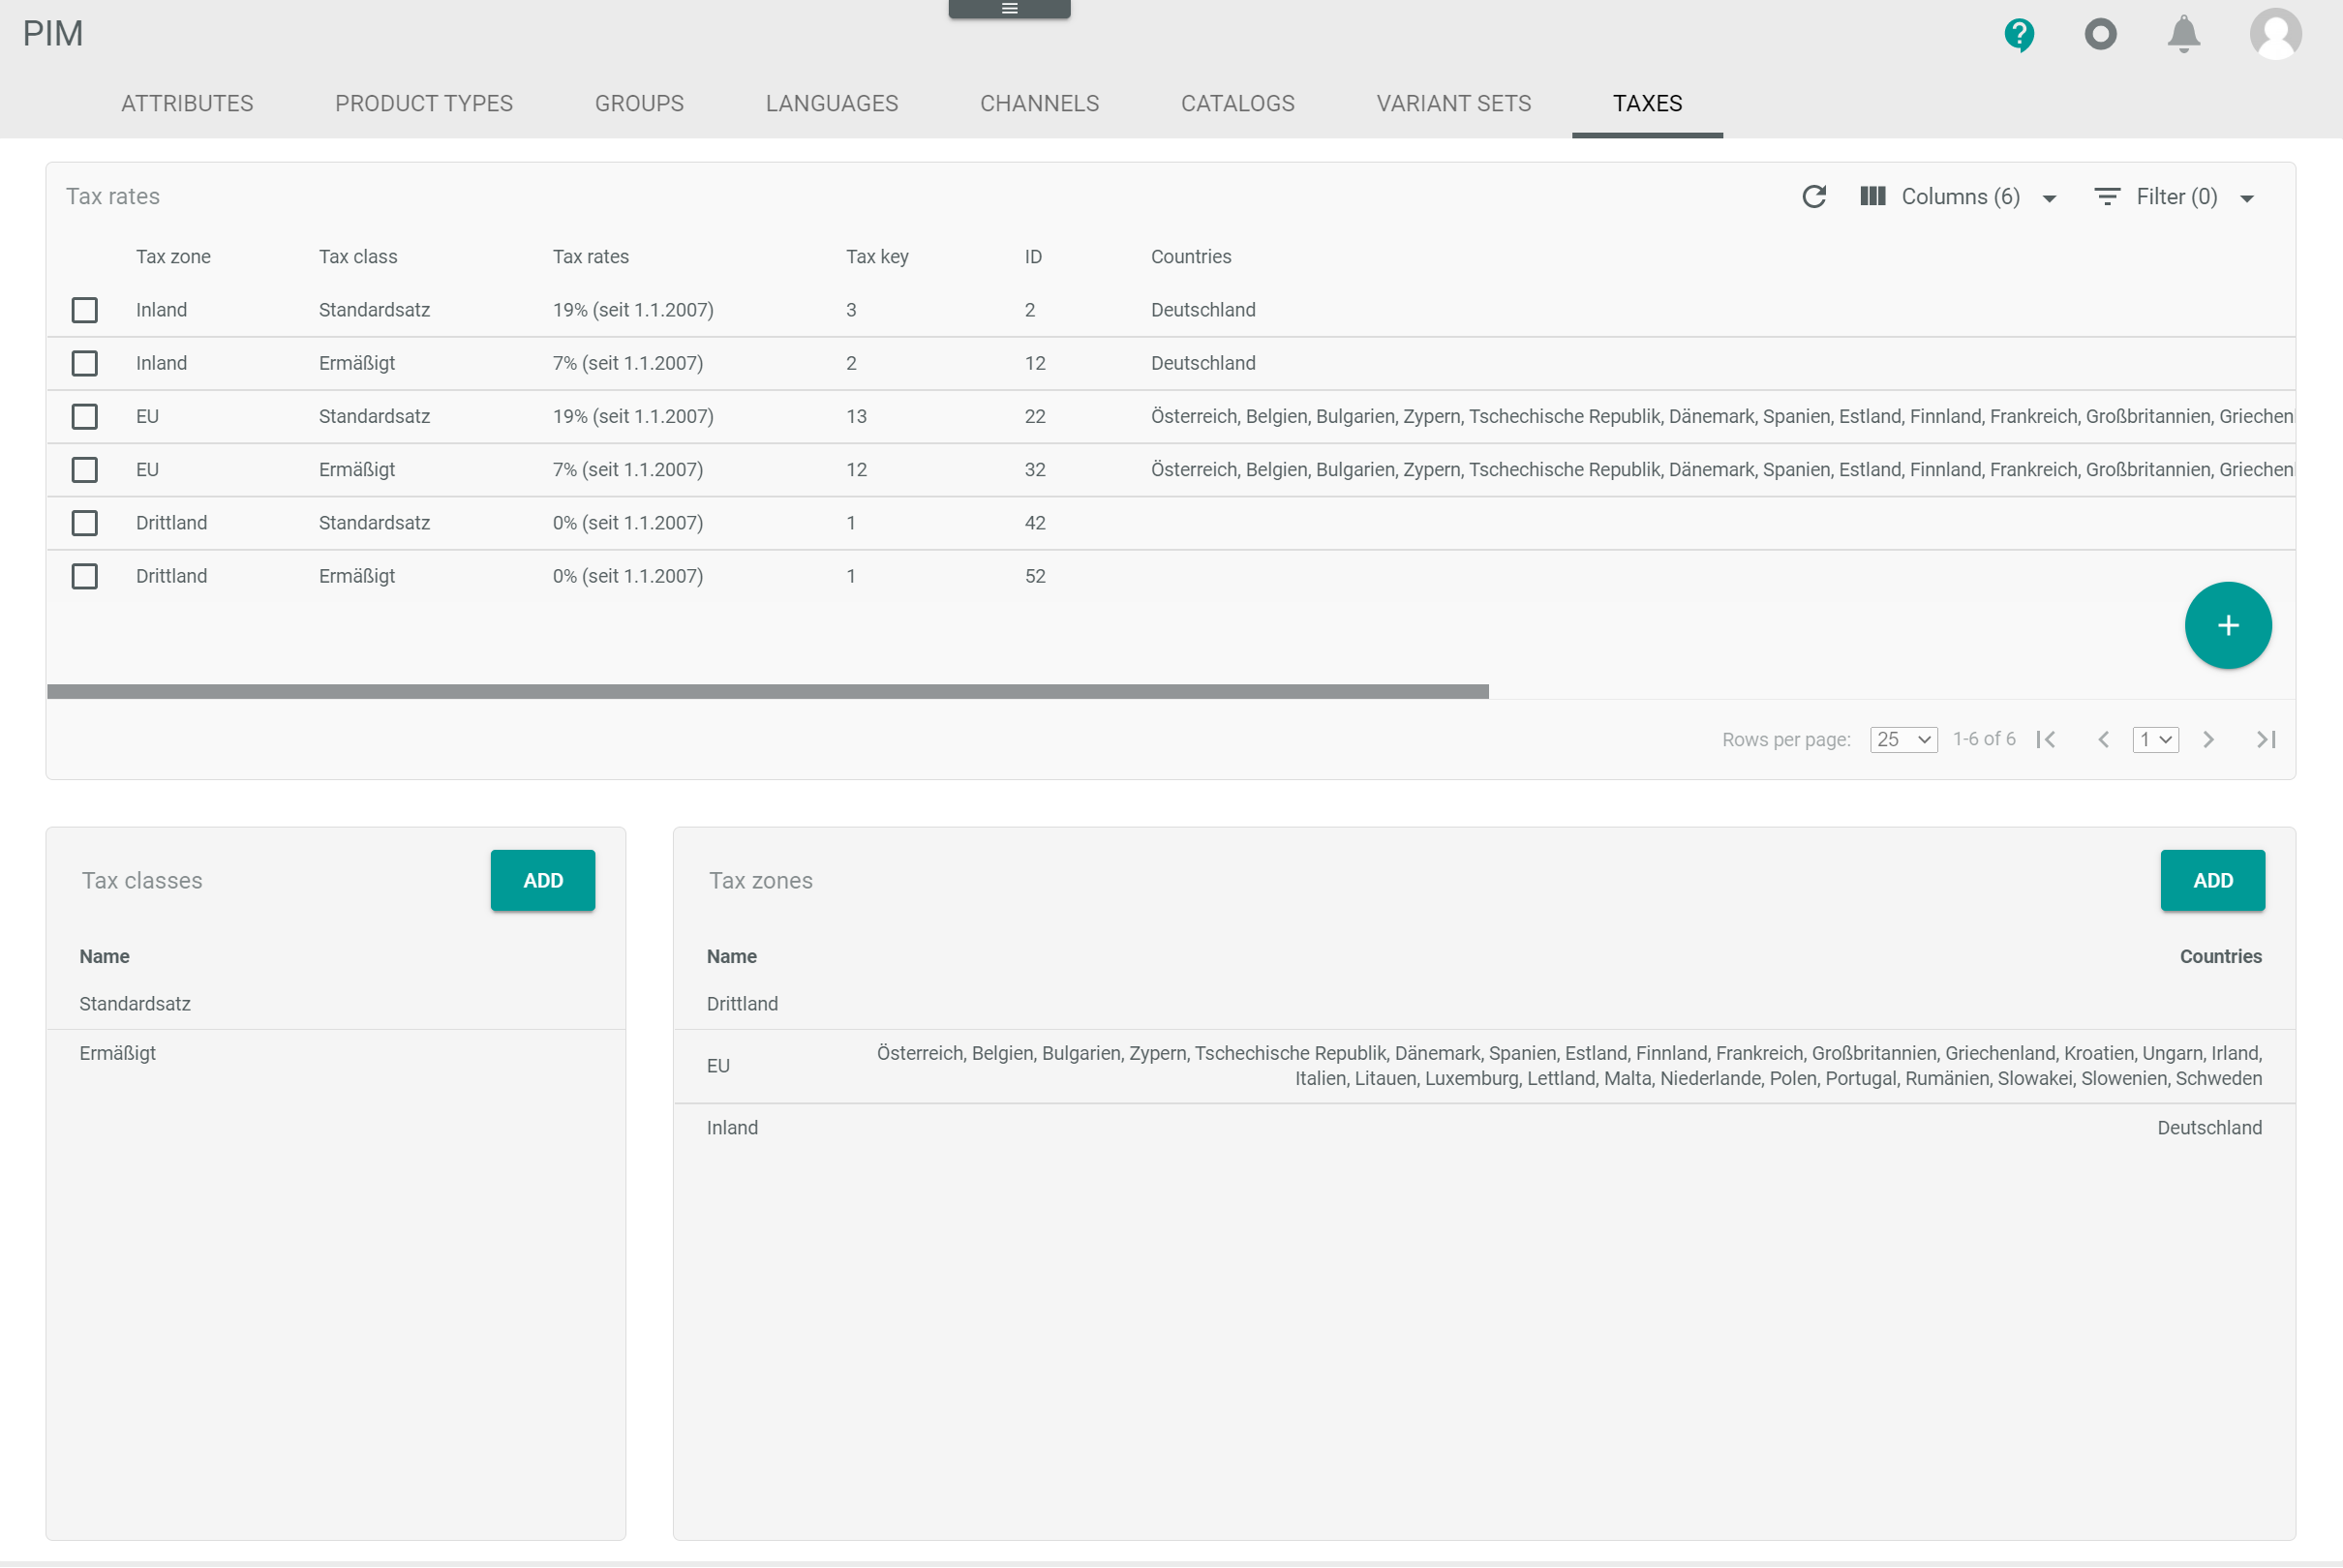 PIM
ATTRIBUTES PRODUCT TYPES GROUPS LANGUAGES CHANNELS CATALOGS VARIANT SETS TAXES
Tax rates Columns (6) Filter (0)
Tax zone Tax class Tax rates Tax key ID Countries
Inland Standardsatz 19% (seit 1.1.2007) 3 2 Deutschland
Inland Ermäßigt 7% (seit 1.1.2007) 2 12 Deutschland
EU Standardsatz 19% (seit 1.1.2007) 13 22 Österreich, Belgien, Bulgarien, Zypern, Tschechische Republik, Dänemark, Spanien, Estland, Finnland, Frankreich, Großbritannien, Griechen
EU Ermäßigt 7% (seit 1.1.2007) 12 32 Österreich, Belgien, Bulgarien, Zypern, Tschechische Republik, Dänemark, Spanien, Estland, Finnland, Frankreich, Großbritannien, Griechen
Drittland Standardsatz 0% (seit 1.1.2007) 1 42
Drittland Ermäßigt 0% (seit 1.1.2007) 1 52
Rows per page: 25 1-6 of 6 1
Tax classes ADD
Name
Standardsatz
Ermäßigt
Tax zones ADD
Name Countries
Drittland
EU Österreich, Belgien, Bulgarien, Zypern, Tschechische Republik, Dänemark, Spanien, Estland, Finnland, Frankreich, Großbritannien, Griechenland, Kroatien, Ungarn, Irland,
Italien, Litauen, Luxemburg, Lettland, Malta, Niederlande, Polen, Portugal, Rumänien, Slowakei, Slowenien, Schweden
Inland Deutschland